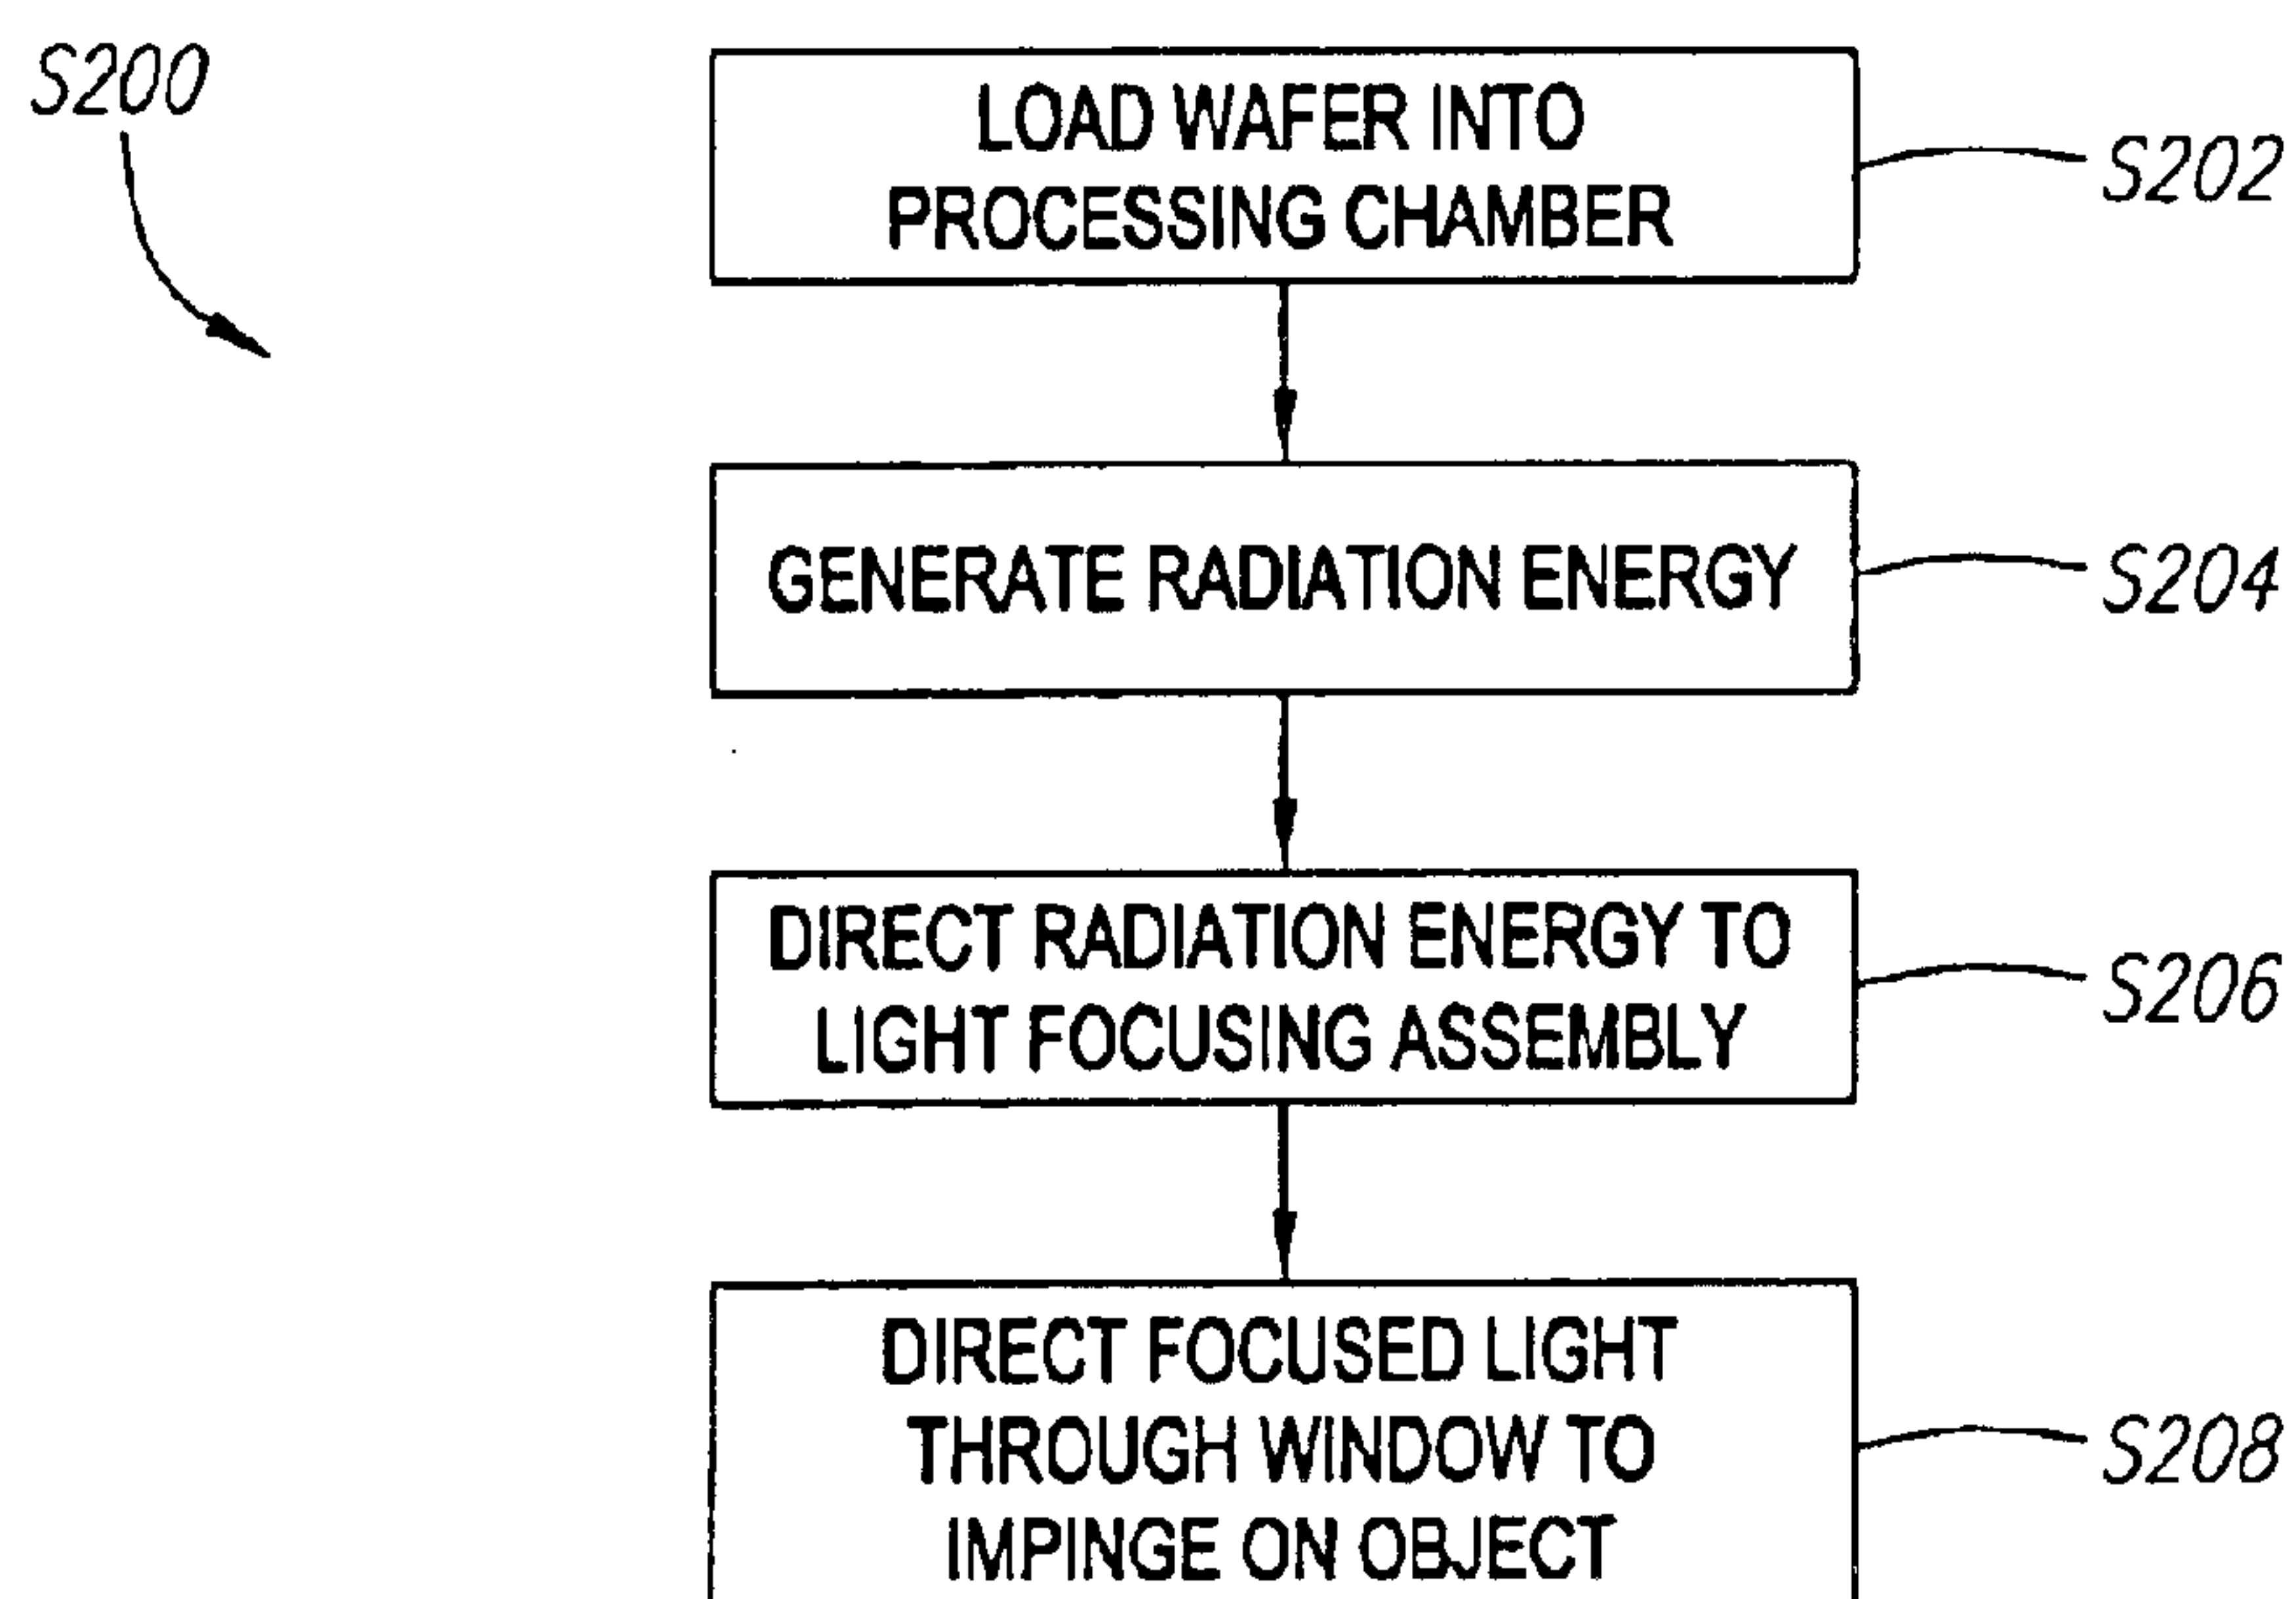 S200
LOAD WAFER INTO
PROCESSING CHAMBER
S202
GENERATE RADIATION ENERGY
S204
DIRECT RADIATION ENERGY TO
LIGHT FOCUSING ASSEMBLY
S206
DIRECT FOCUSED LIGHT
THROUGH WINDOW TO
IMPINGE ON OBJECT
S208